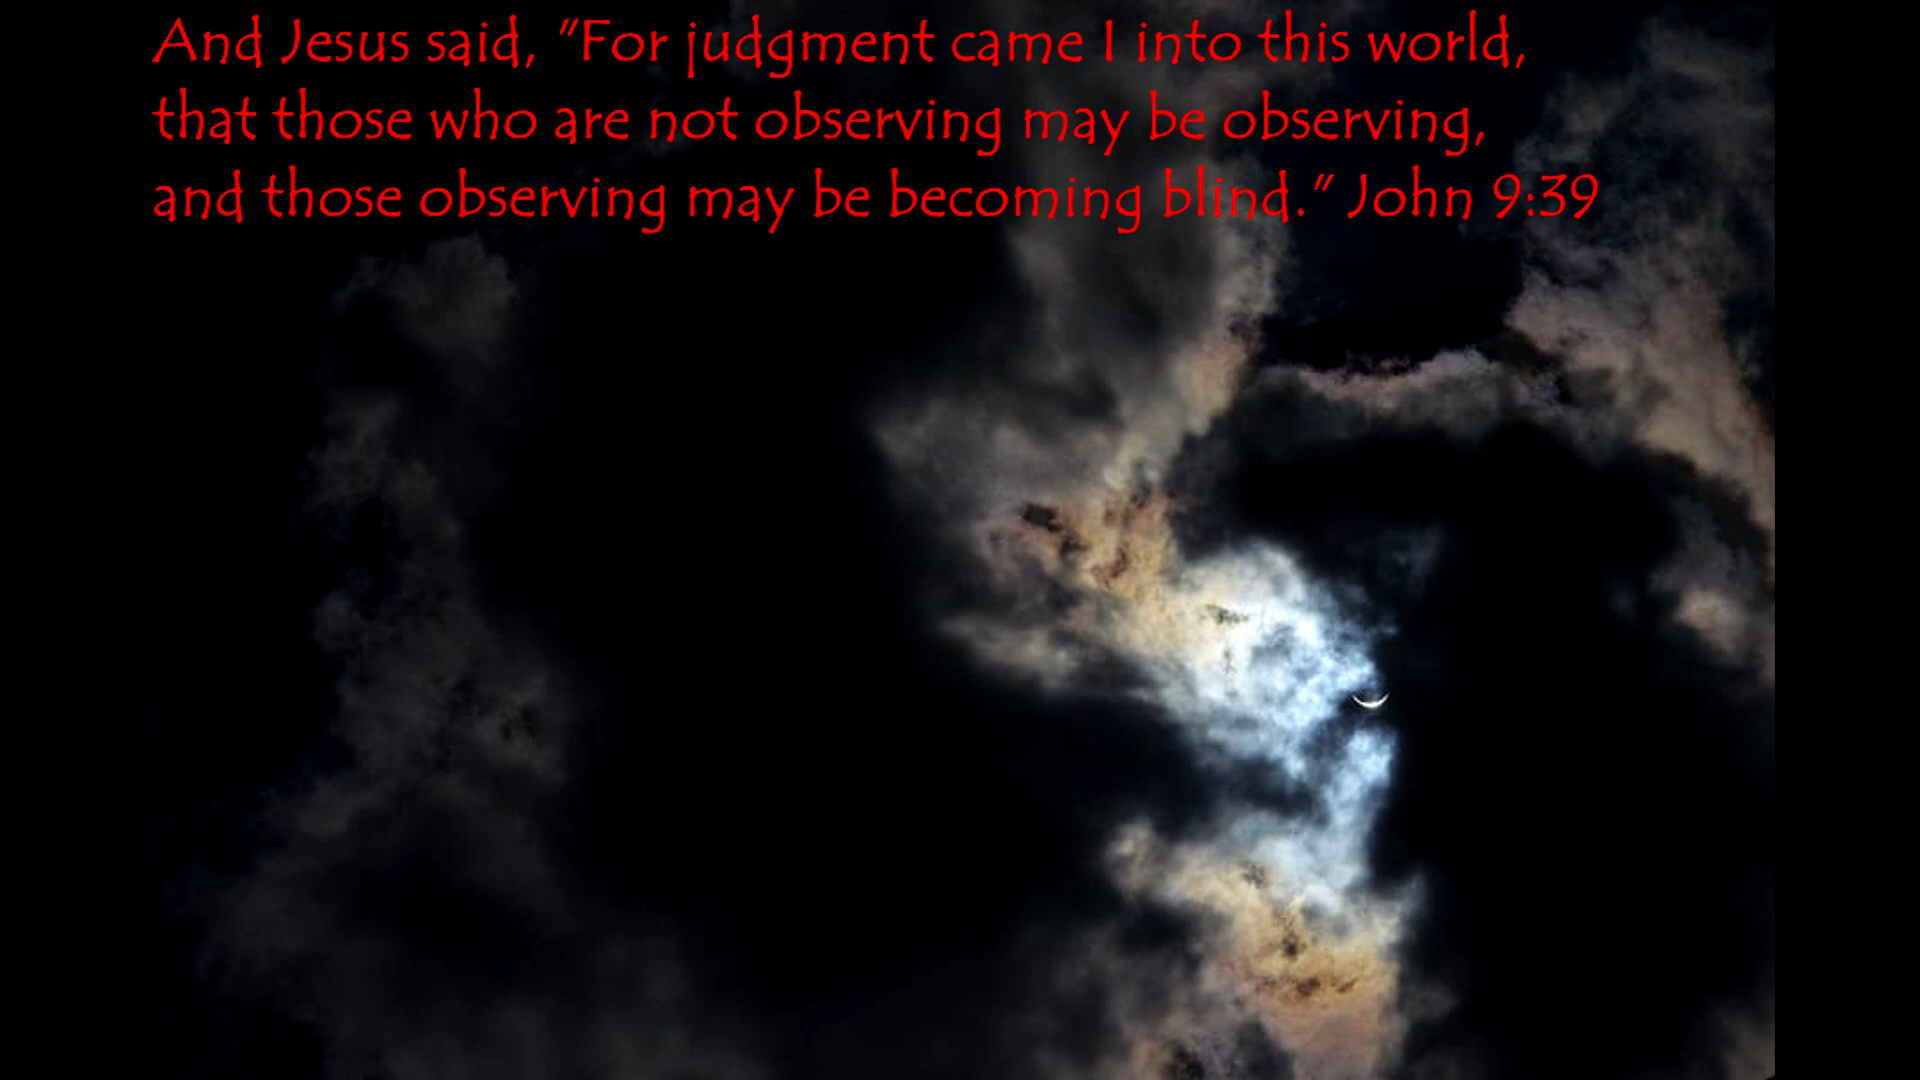 And Jesus said, "For judgment came I into this world,
that those who are not observing may be observing,
and those observing may be becoming blind." John 9:39